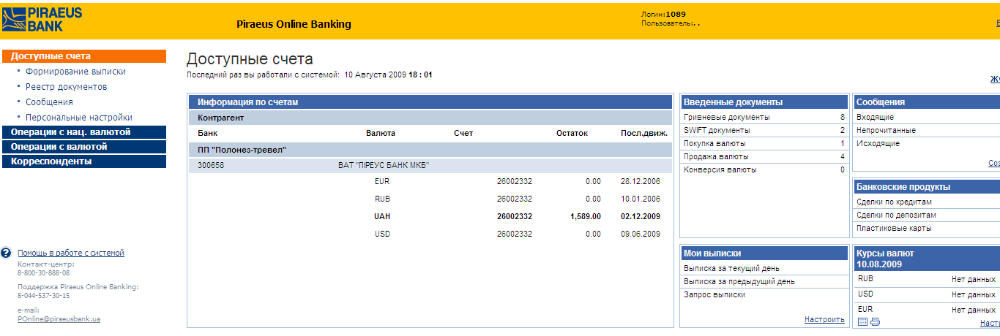 PIRAEUS
BANK
Piraeus Online Banking
Логин:1089
Пользователь: . .
Доступные счета
Формирование выписки
Реестр документов
Сообщения
Персональные настройки
Операции с нац. валютой
Операции с валютой
Корреспонденты
Помощь в работе с системой
Контакт-центр:
8-800-30-888-08
Поддержка Piraeus Online Banking:
8-044-537-30-15
e-mail:
POnline@piraeusbank.ua
Доступные счета
Последний раз вы работали с системой: 10 Августа 2009 18 : 01
Информация по счетам
Контрагент
Банк Валюта Счет Остаток Посл.движ.
ПП "Полонез-тревел"
300658 ВАТ "ПІРЕУС БАНК МКБ"
EUR 26002332 0.00 28.12.2006
RUB 26002332 0.00 10.01.2006
UAH 26002332 1,589.00 02.12.2009
USD 26002332 0.00 09.06.2009
Введенные документы
Гривневые документы 8
SWIFT документы 2
Покупка валюты 1
Продажа валюты 4
Конверсия валюты 0
Мои выписки
Выписка за текущий день
Выписка за предыдущий день
Запрос выписки
Настроить
Сообщения
Входящие
Непрочитанные
Исходящие
Банковские продукты
Сделки по кредитам
Сделки по депозитам
Пластиковые карты
Курсы валют
10.08.2009
RUB Нет данных
USD Нет данных
EUR Нет данных